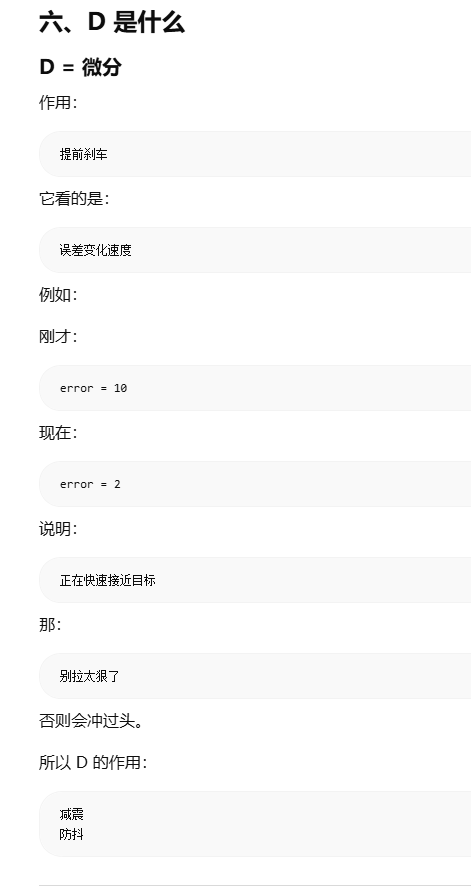 六、D 是什么
D = 微分
作用：
提前刹车
它看的是：
误差变化速度
例如：
刚才：
error = 10
现在：
error = 2
说明：
正在快速接近目标
那：
别拉太狠了
否则会冲过头。
所以 D 的作用：
减震
防抖